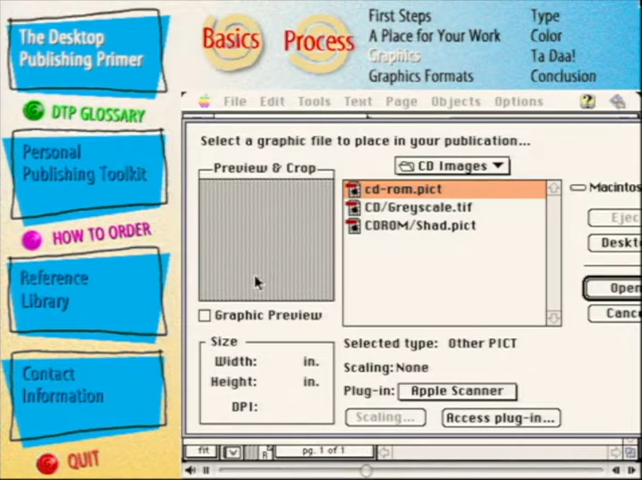 The Desktop
Publishing Primer
DTP GLOSSARY
Personal
Publishing Toolkit
HOW TO ORDER
Reference
Library
Contact
Information
QUIT
Basics
Process
First Steps
A Place for Your Work
Graphics
Graphics Formats
Type
Color
Ta Daa!
Conclusion
File Edit Tools Text Page Objects Options
Select a graphic file to place in your publication...
Preview & Crop
Graphic Preview
Size
Width: in.
Height: in.
DPI:
CD Images
cd-rom.pict
CD/Greyscale.tif
CDROM/Shad.pict
Selected type: Other PICT
Scaling: None
Plug-in: Apple Scanner
Scaling... Access plug-in...
Macintos
Ejec
Deskt
Open
Cance
fit
pg. 1 of 1